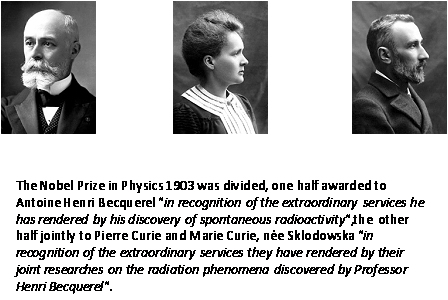 The Nobel Prize in Physics 1903 was divided, one half awarded to
Antoine Henri Becquerel "in recognition of the extraordinary services he
has rendered by his discovery of spontaneous radioactivity",the other
half jointly to Pierre Curie and Marie Curie, née Sklodowska "in
recognition of the extraordinary services they have rendered by their
joint researches on the radiation phenomena discovered by Professor
Henri Becquerel".